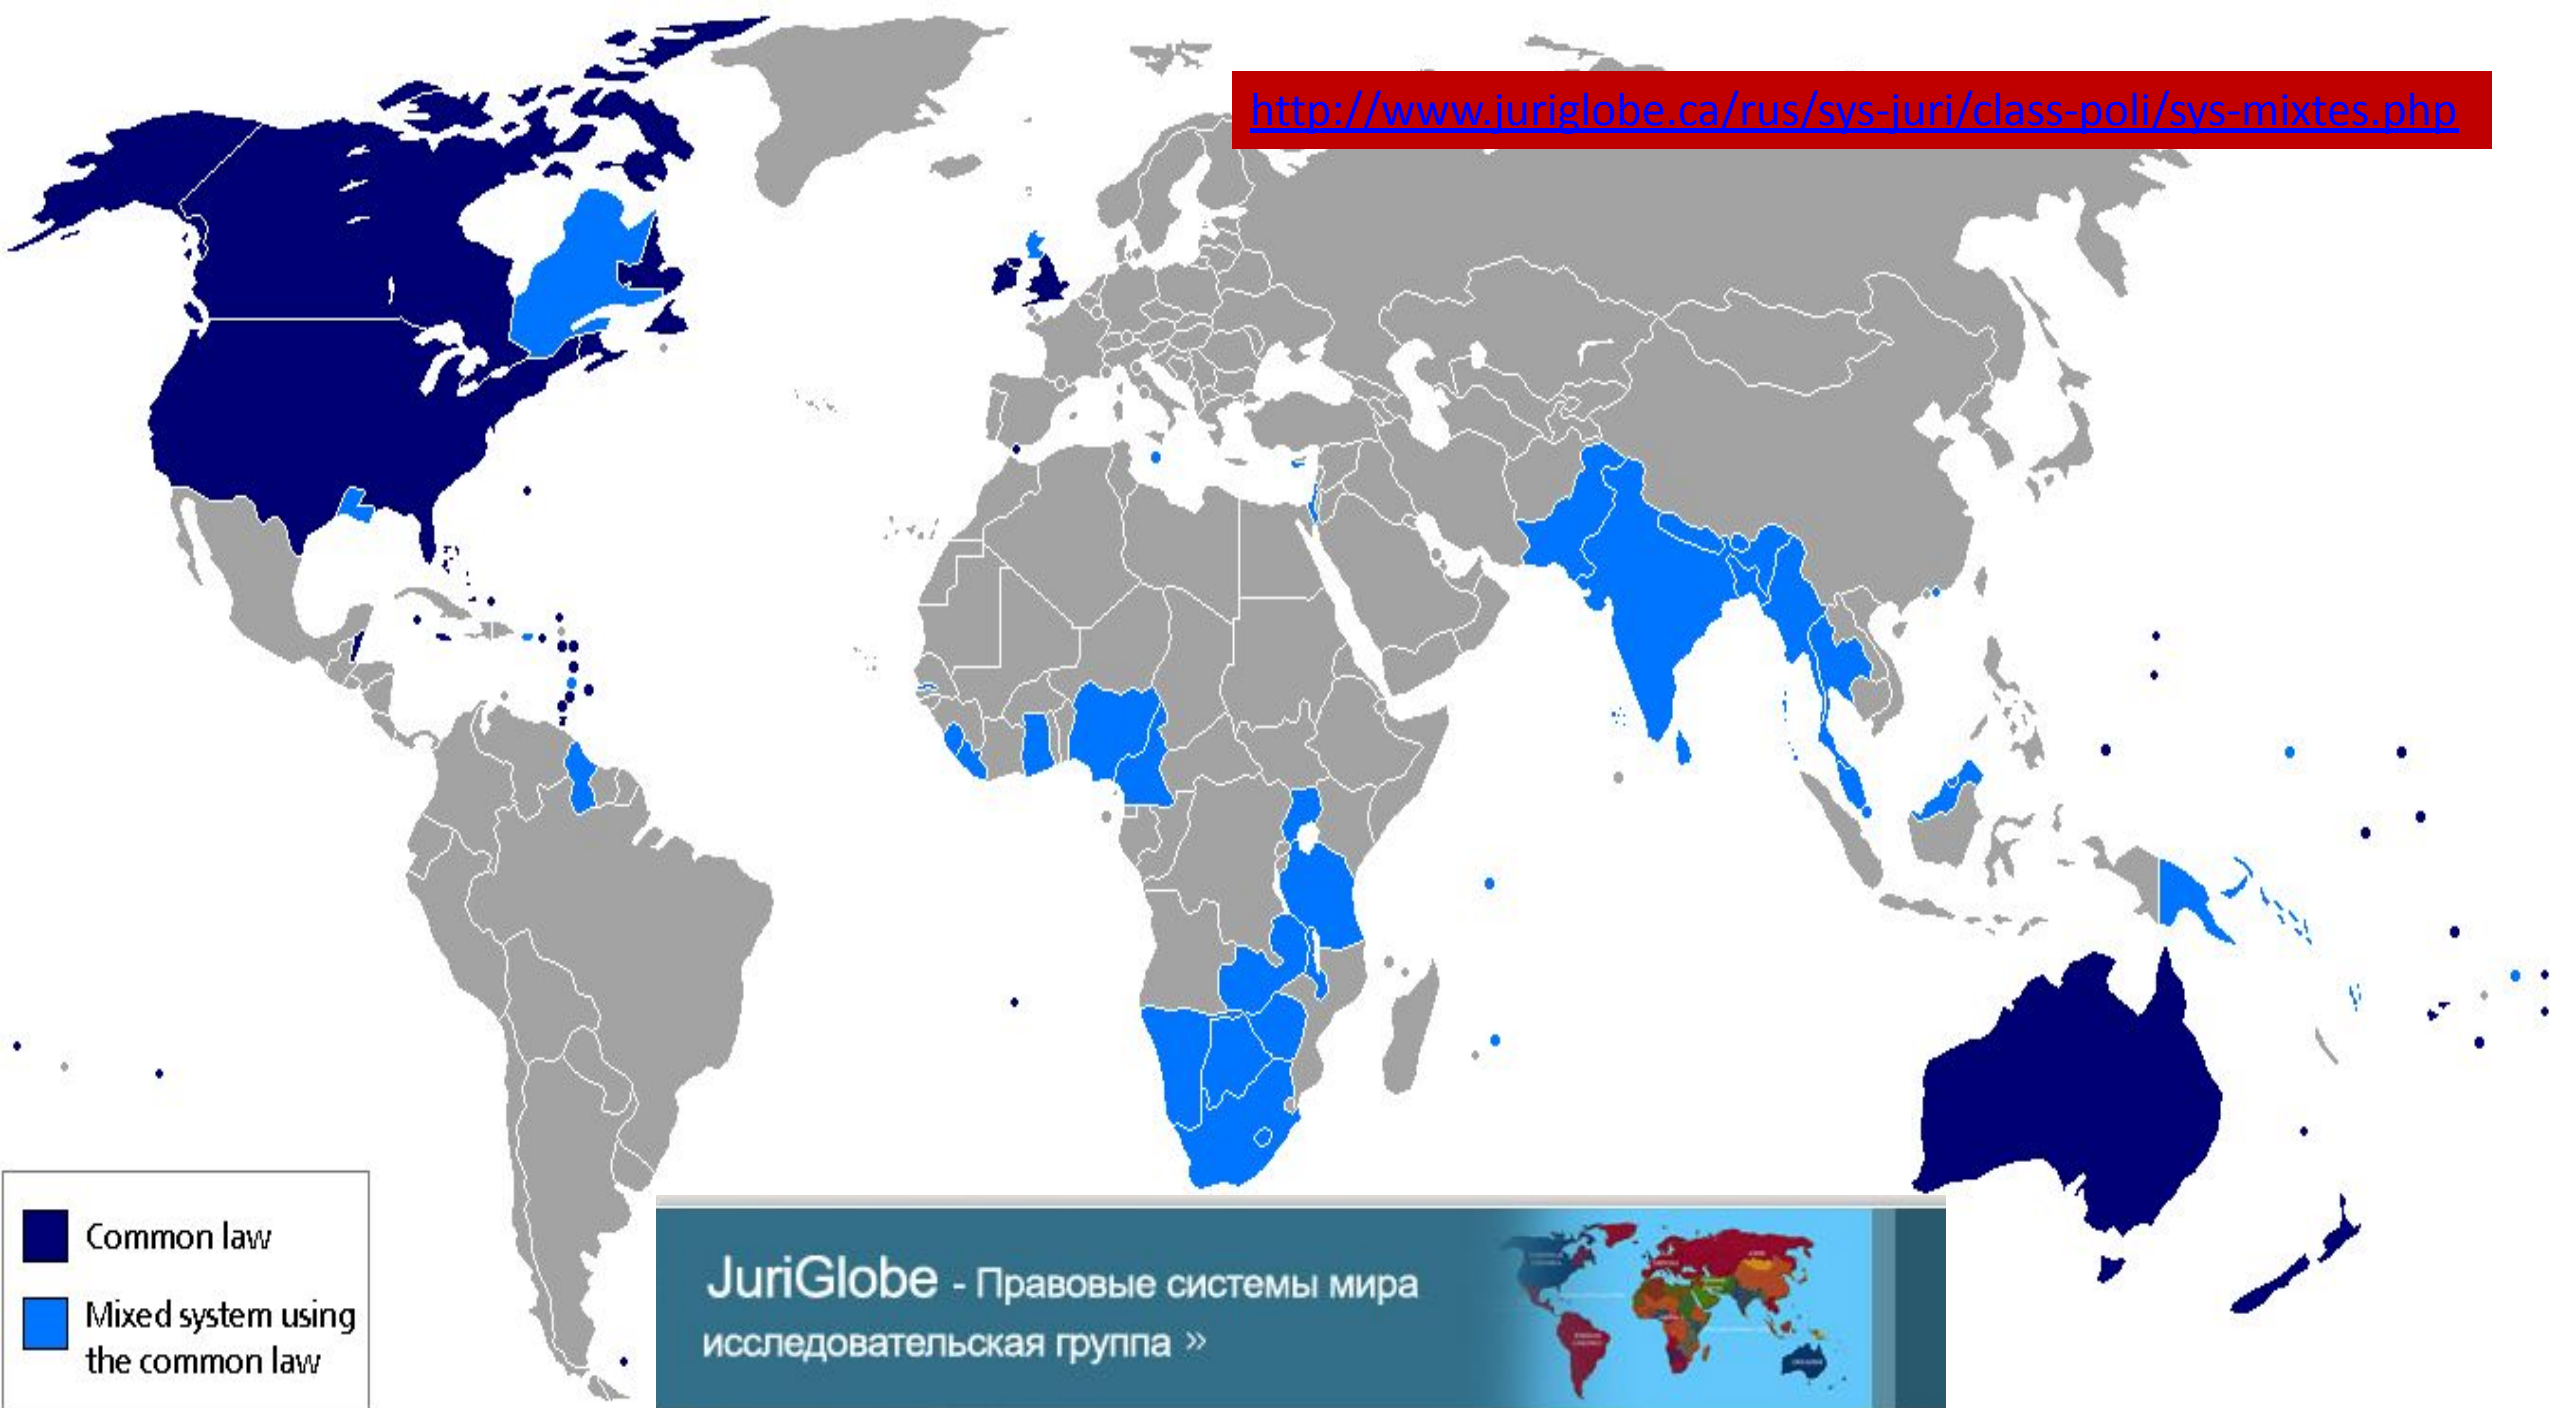 http://www.juriglobe.ca/rus/sys-juri/class-poli/sys-mixtes.php
Common law
Mixed system using
the common law
JuriGlobe - Правовые системы мира
исследовательская группа »